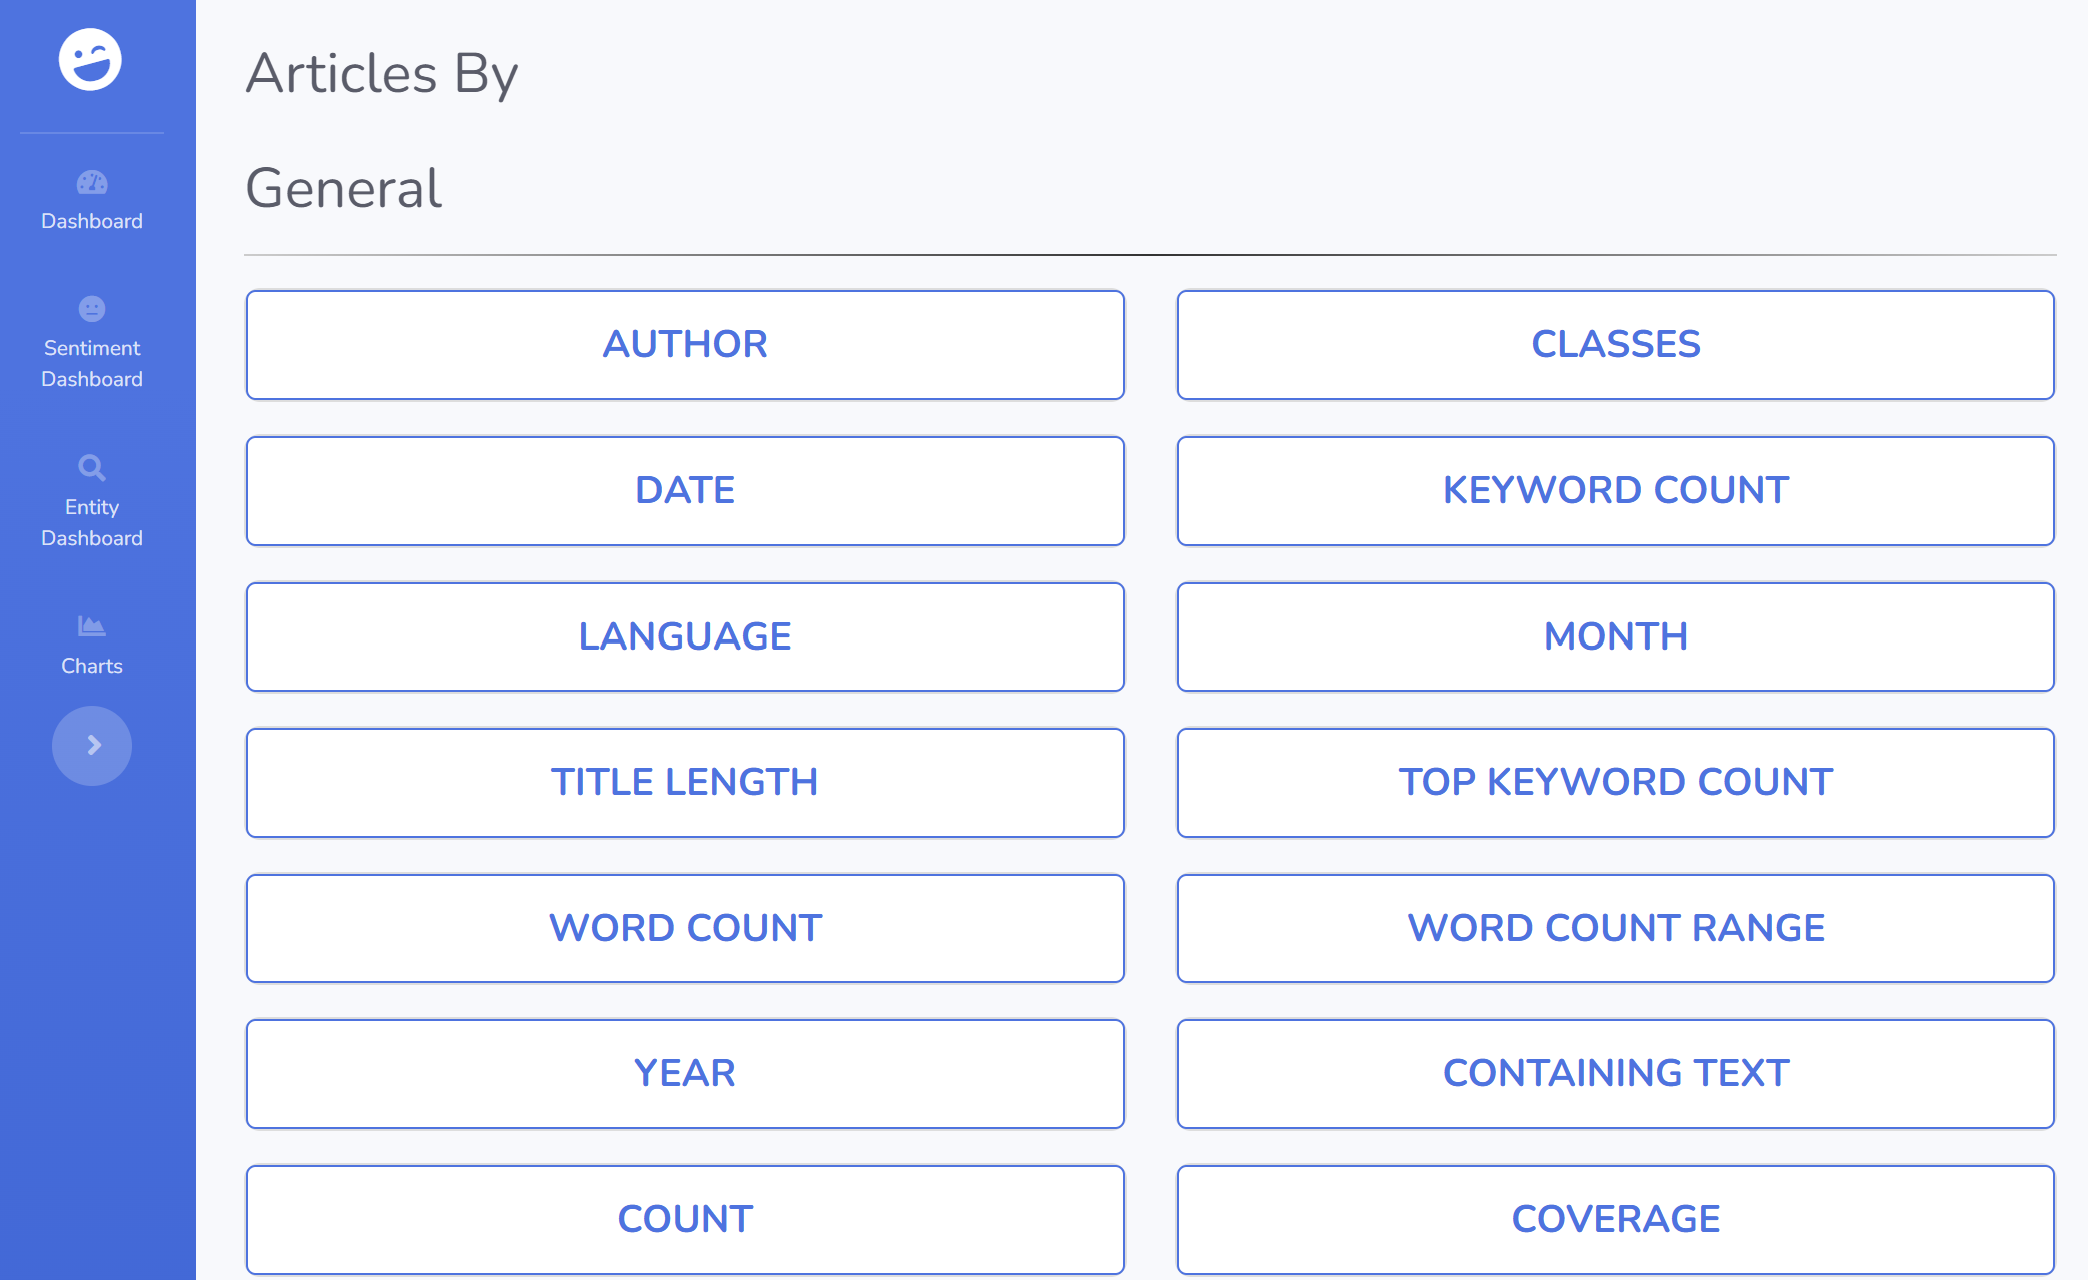 Dashboard
Sentiment
Dashboard
Entity
Dashboard
Charts
Articles By
General
AUTHOR
CLASSES
DATE
KEYWORD COUNT
LANGUAGE
MONTH
TITLE LENGTH
TOP KEYWORD COUNT
WORD COUNT
WORD COUNT RANGE
YEAR
CONTAINING TEXT
COUNT
COVERAGE